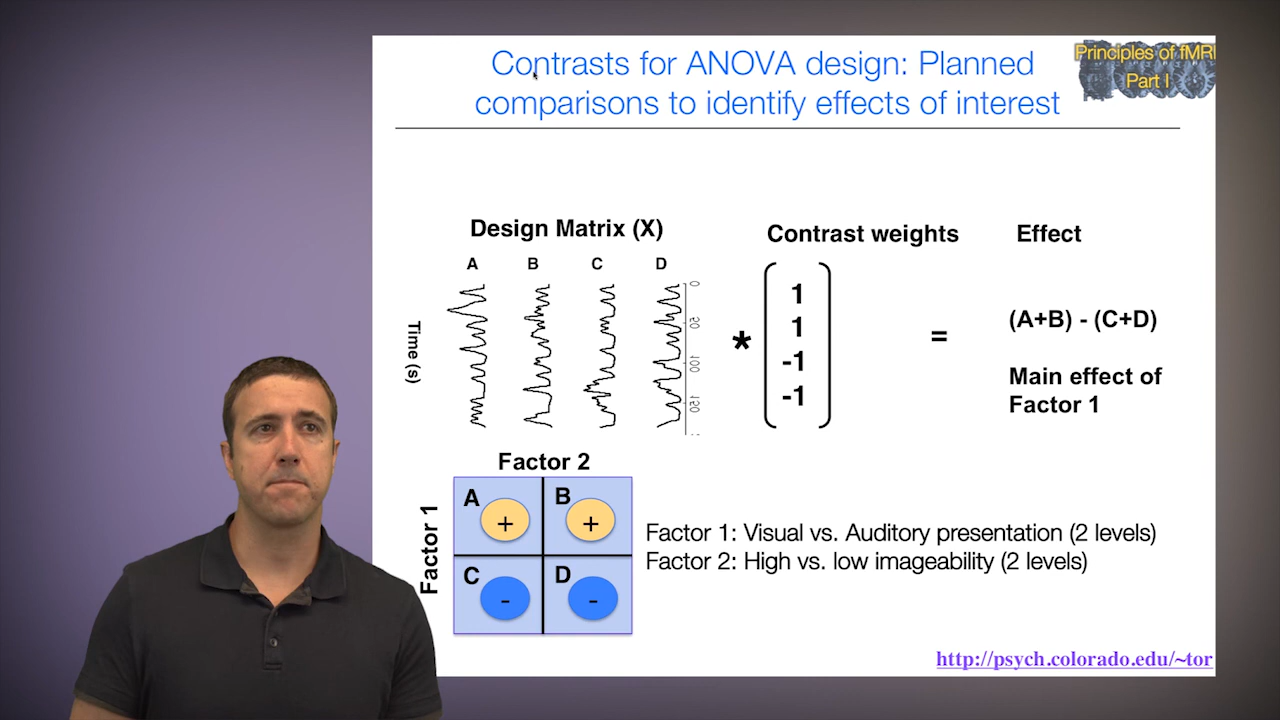 Contrasts for ANOVA design: Planned
comparisons to identify effects of interest
Principles of fMRI
Part I
Design Matrix (X)
Contrast weights
Effect
A B C D
Time (s)
0
50
100
150
*
1
1
-1
-1
=
(A+B) - (C+D)
Main effect of
Factor 1
Factor 2
Factor 1
A + B +
C - D -
Factor 1: Visual vs. Auditory presentation (2 levels)
Factor 2: High vs. low imageability (2 levels)
http://psych.colorado.edu/~tor